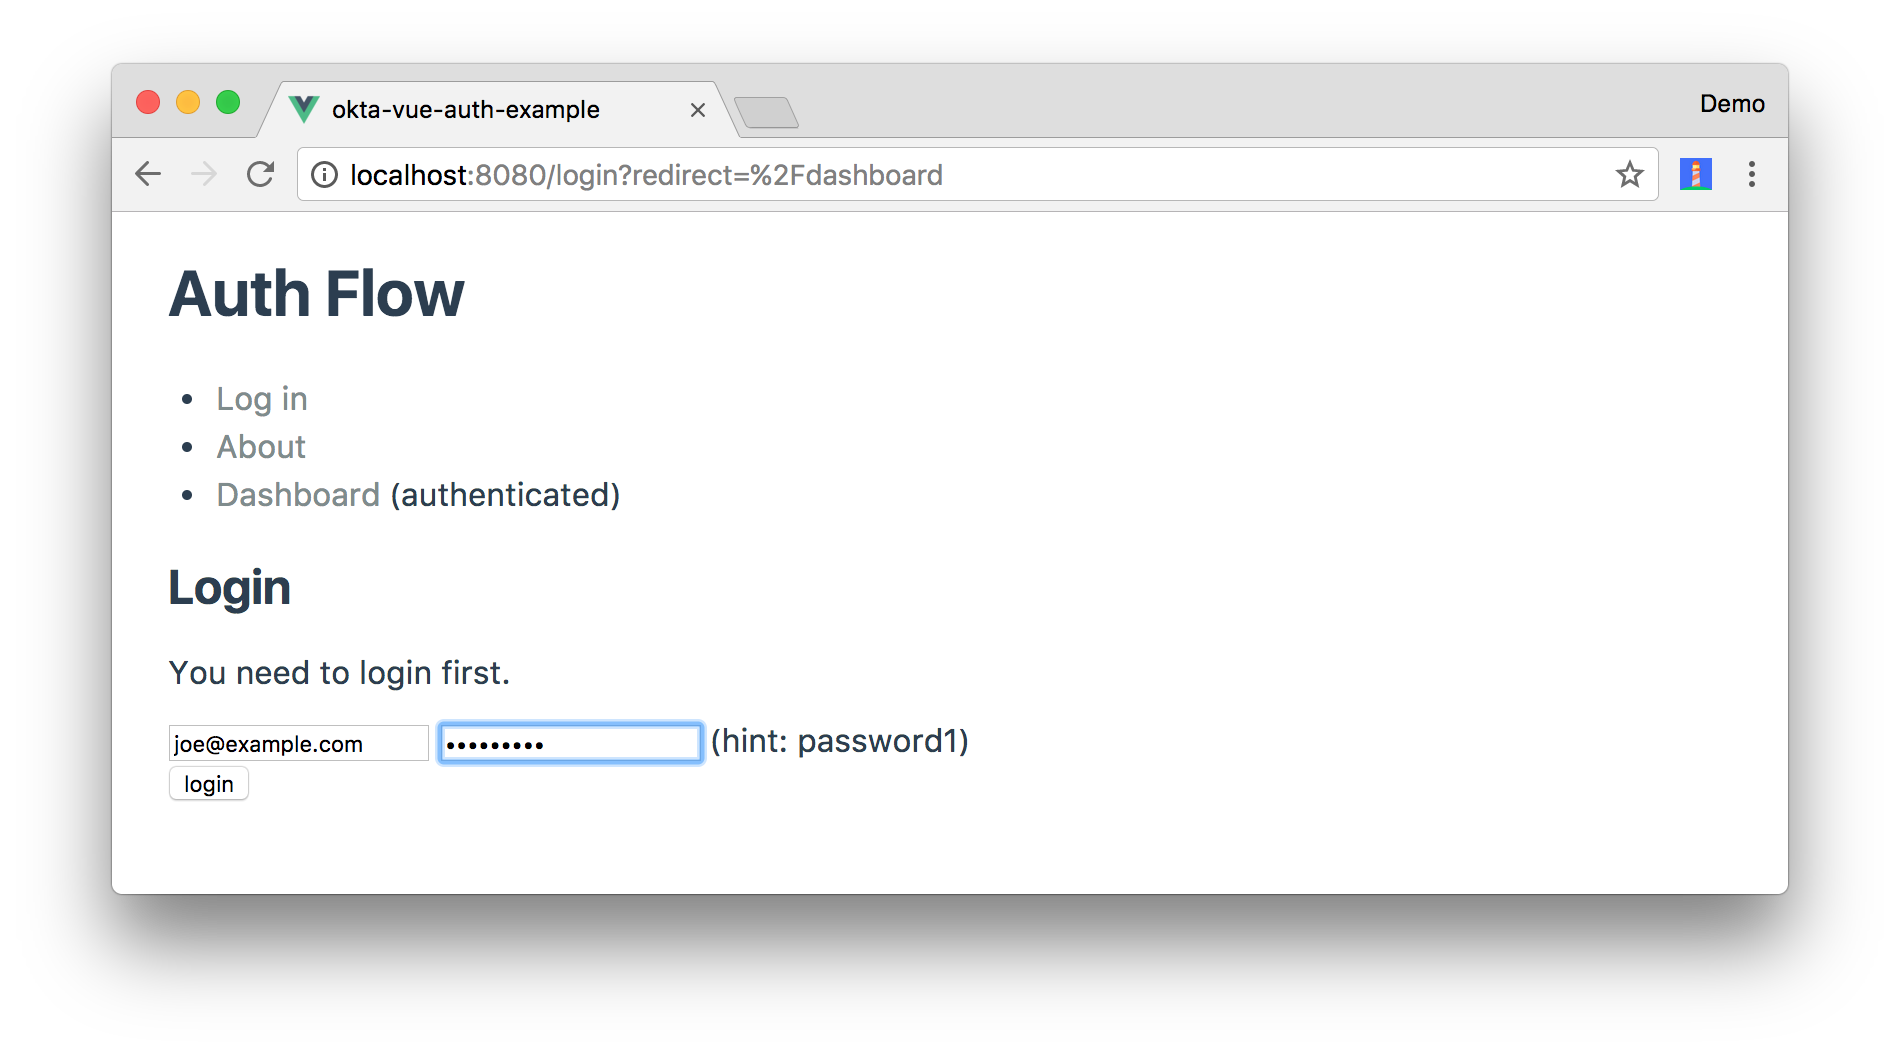 okta-vue-auth-example
Demo
localhost:8080/login?redirect=%2Fdashboard
Auth Flow
• Log in
• About
• Dashboard (authenticated)
Login
You need to login first.
joe@example.com ••••••••• (hint: password1)
login